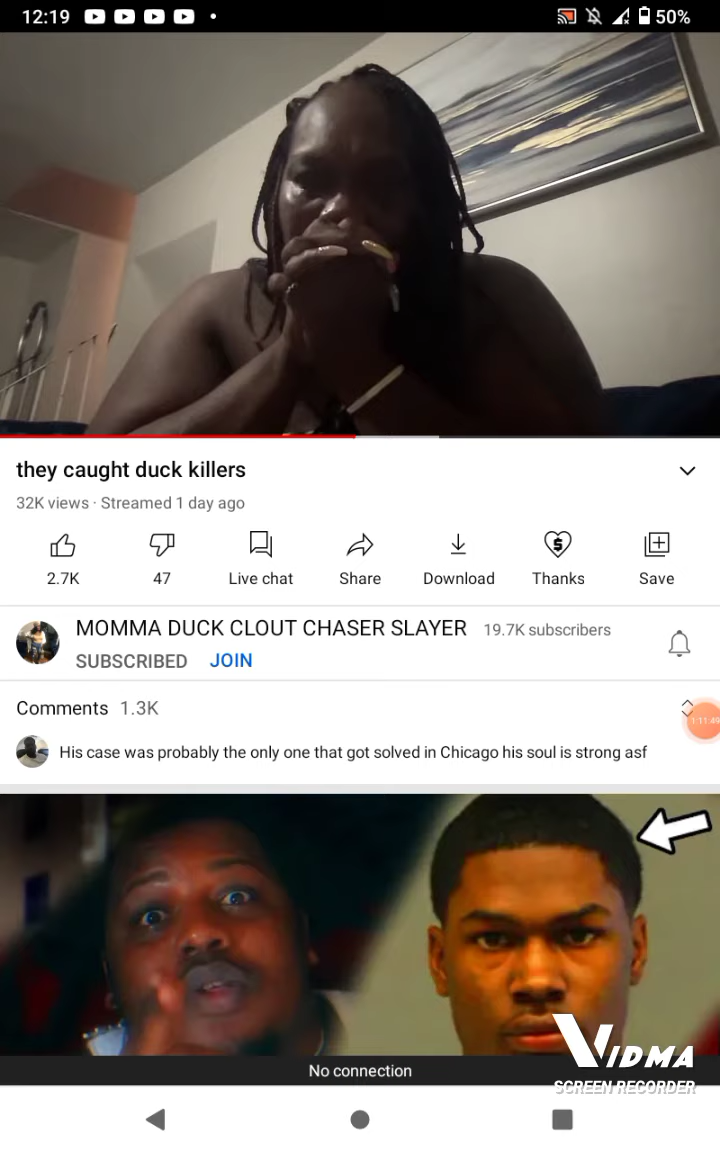 12:19
50%
they caught duck killers
32K views · Streamed 1 day ago
2.7K
47
Live chat
Share
Download
Thanks
Save
MOMMA DUCK CLOUT CHASER SLAYER 19.7K subscribers
SUBSCRIBED JOIN
Comments 1.3K
1:11:49
His case was probably the only one that got solved in Chicago his soul is strong asf
No connection
VIDMA
SCREEN RECORDER